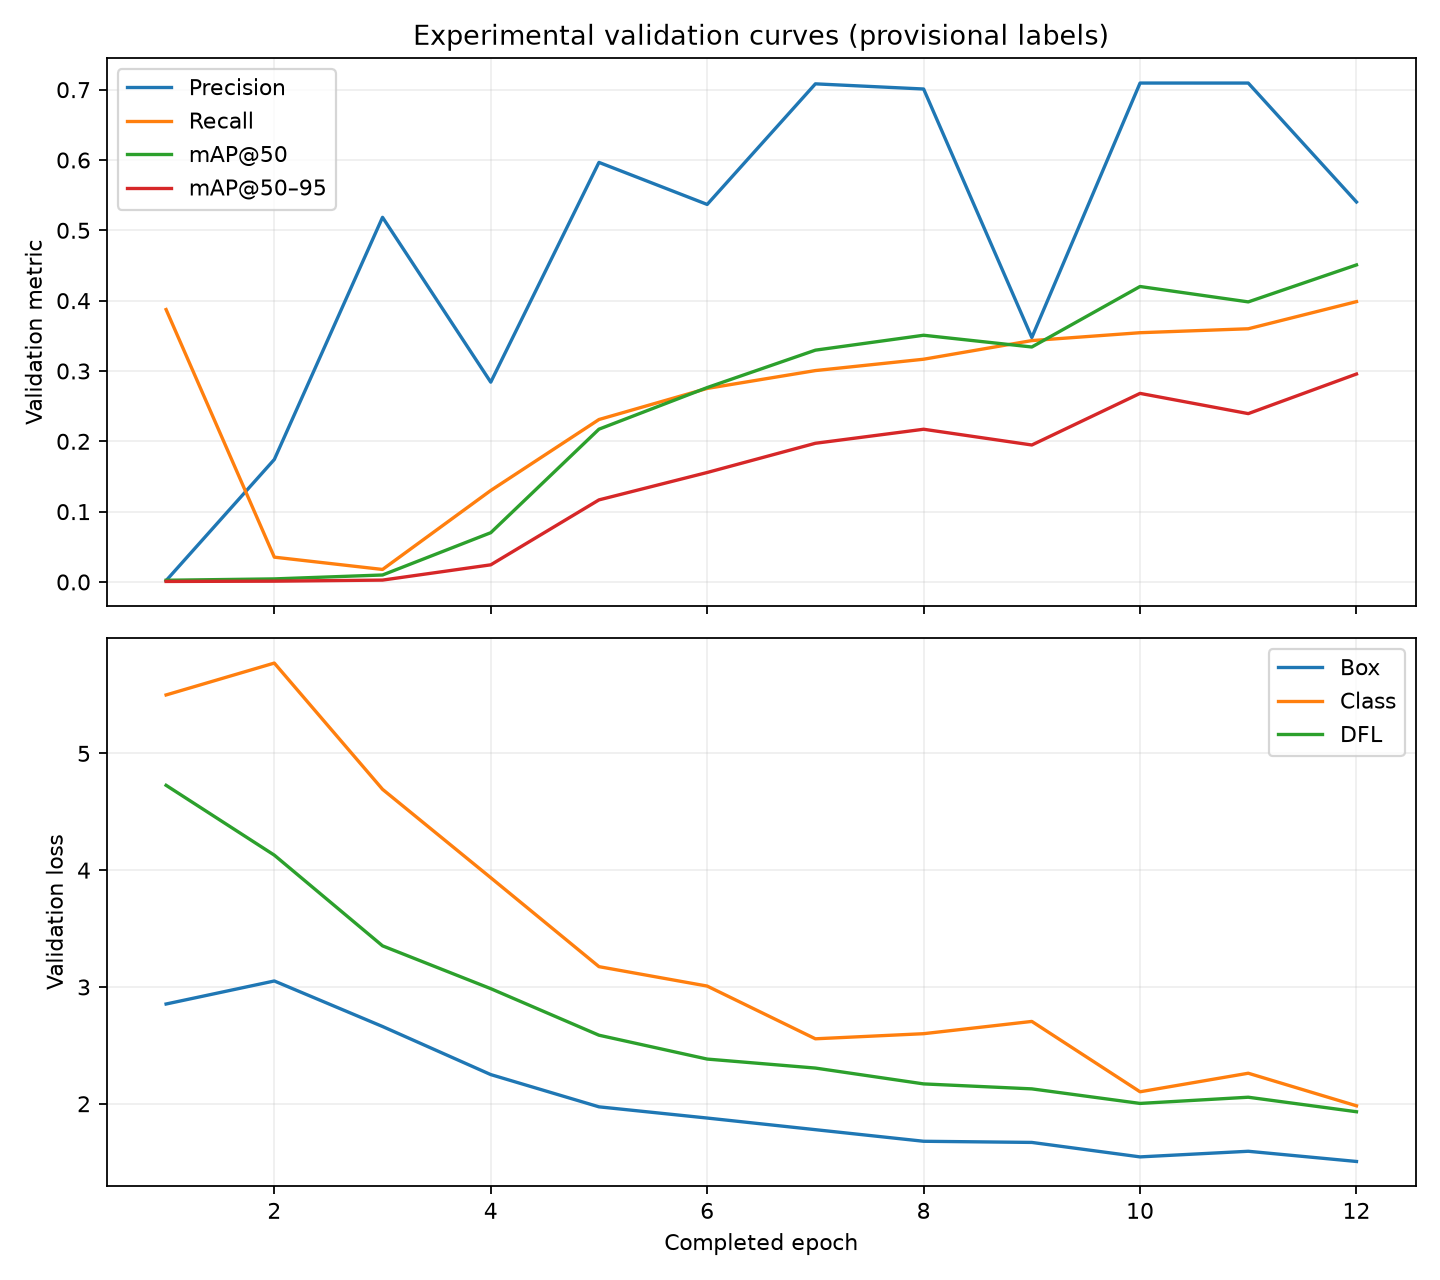 Experimental validation curves (provisional labels)
Precision
Recall
mAP@50
mAP@50–95
Validation metric
0.7
0.6
0.5
0.4
0.3
0.2
0.1
0.0
Box
Class
DFL
Validation loss
5
4
3
2
2 4 6 8 10 12
Completed epoch